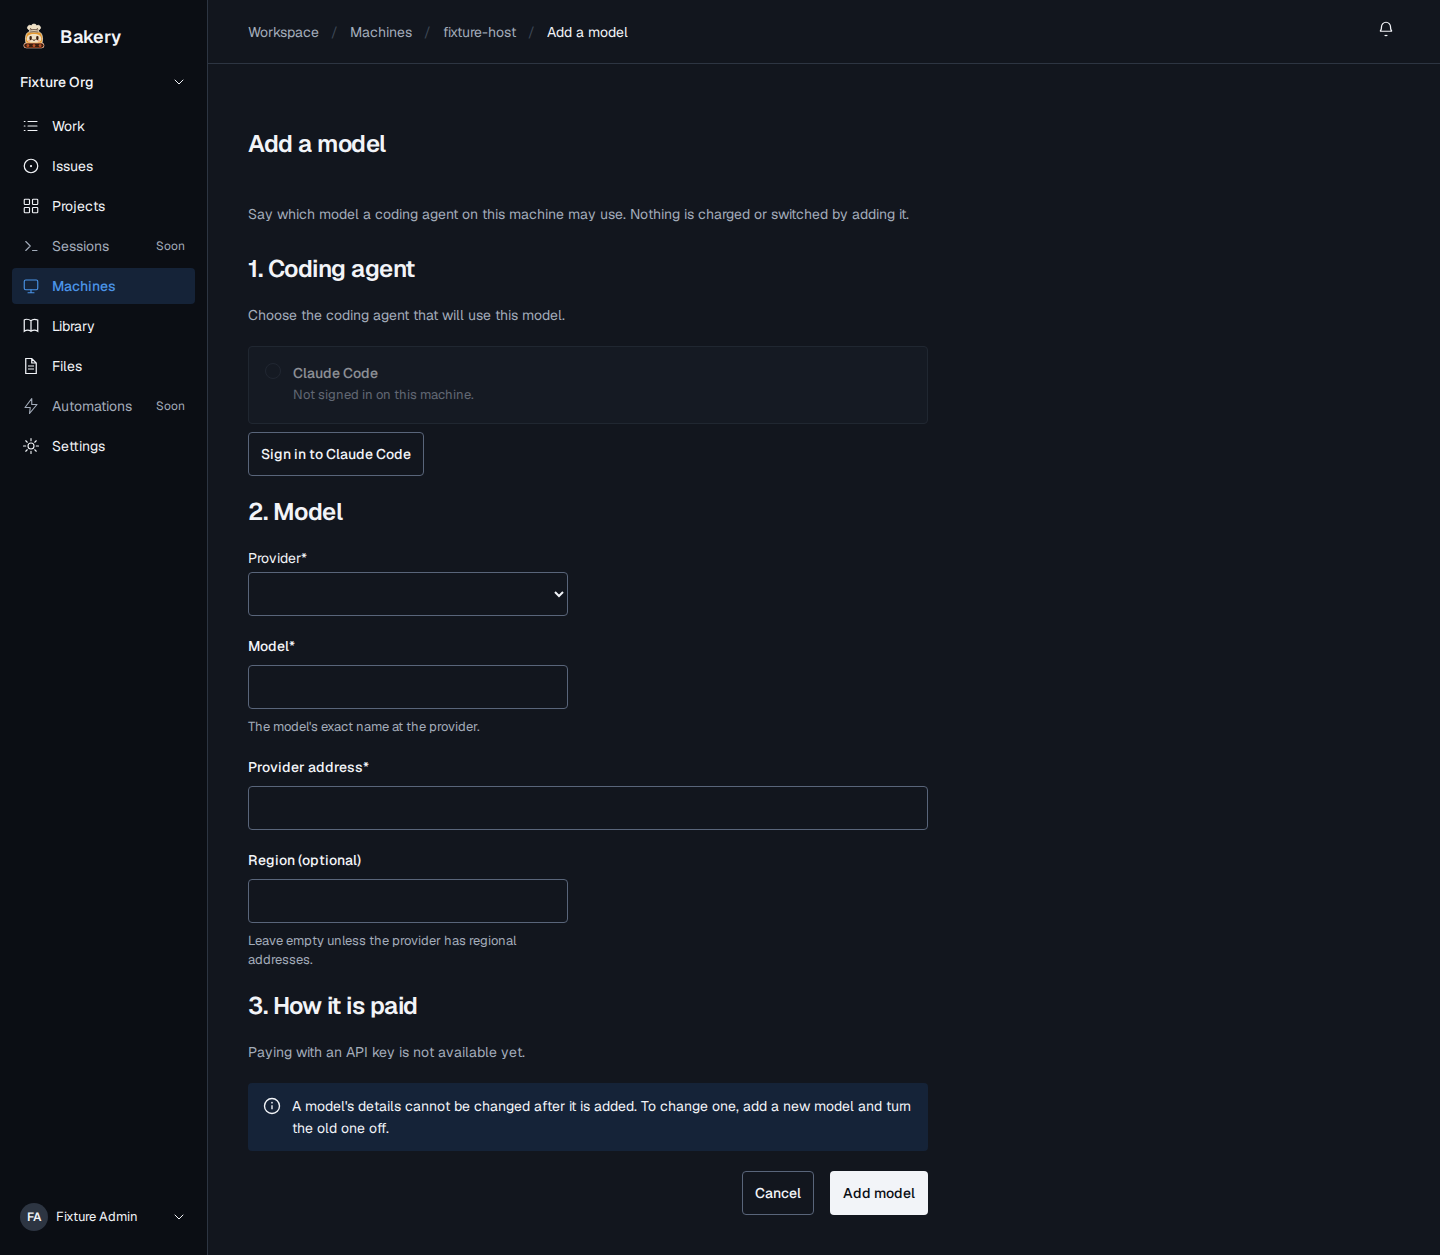 Bakery
Fixture Org
Work
Issues
Projects
Sessions Soon
Machines
Library
Files
Automations Soon
Settings
FA Fixture Admin
Workspace / Machines / fixture-host / Add a model
Add a model
Say which model a coding agent on this machine may use. Nothing is charged or switched by adding it.
1. Coding agent
Choose the coding agent that will use this model.
Claude Code
Not signed in on this machine.
Sign in to Claude Code
2. Model
Provider*
Model*
The model's exact name at the provider.
Provider address*
Region (optional)
Leave empty unless the provider has regional
addresses.
3. How it is paid
Paying with an API key is not available yet.
A model's details cannot be changed after it is added. To change one, add a new model and turn
the old one off.
Cancel Add model